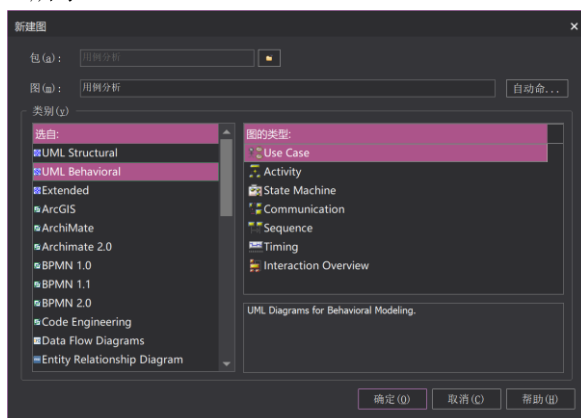 新建图
×
包(a): 用例分析
图(m): 用例分析 自动命...
类别(y)
选自:
UML Structural
UML Behavioral
Extended
ArcGIS
ArchiMate
Archimate 2.0
BPMN 1.0
BPMN 1.1
BPMN 2.0
Code Engineering
Data Flow Diagrams
Entity Relationship Diagram
图的类型:
Use Case
Activity
State Machine
Communication
Sequence
Timing
Interaction Overview
UML Diagrams for Behavioral Modeling.
确定(O) 取消(C) 帮助(H)